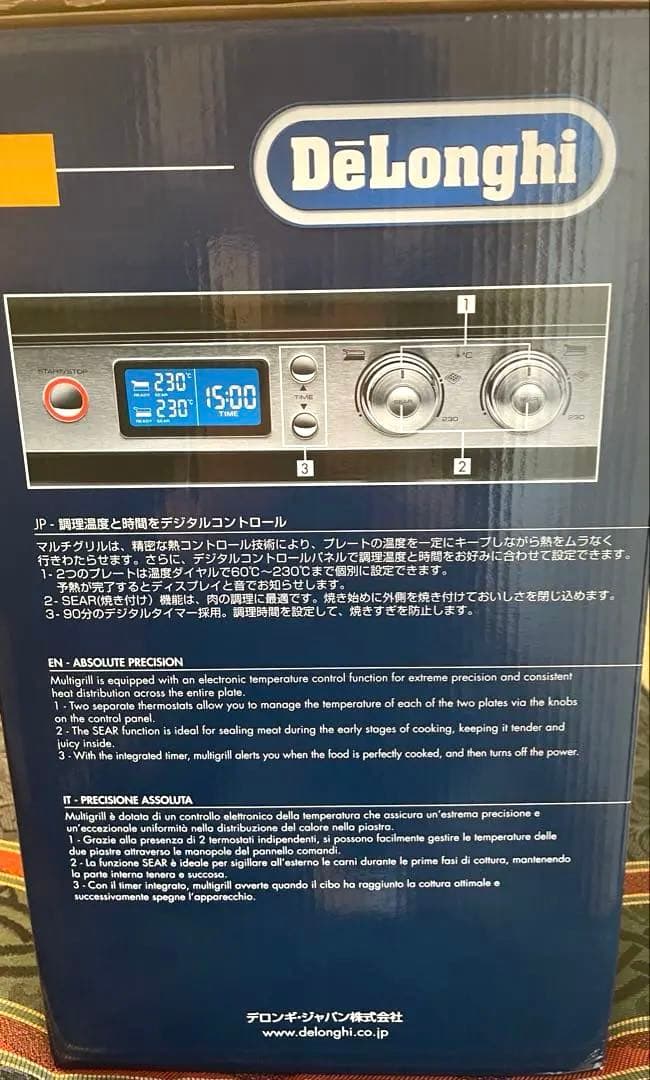 DeLonghi
1
START/STOP
230°C
READY SEAR
230°C
READY SEAR
15:00
TIME
TIME
°C
SEAR
230
SEAR
230
3
2
JP - 調理温度と時間をデジタルコントロール
マルチグリルは、精密な熱コントロール技術により、プレートの温度を一定にキープしながら熱をムラなく
行きわたらせます。さらに、デジタルコントロールパネルで調理温度と時間をお好みに合わせて設定できます。
1- 2つのプレートは温度ダイヤルで60℃〜230℃まで個別に設定できます。
予熱が完了するとディスプレイと音でお知らせします。
2- SEAR(焼き付け）機能は、肉の調理に最適です。焼き始めに外側を焼き付けておいしさを閉じ込めます。
3- 90分のデジタルタイマー採用。調理時間を設定して、焼きすぎを防止します。
EN - ABSOLUTE PRECISION
Multigrill is equipped with an electronic temperature control function for extreme precision and consistent
heat distribution across the entire plate.
1 - Two separate thermostats allow you to manage the temperature of each of the two plates via the knobs
on the control panel.
2 - The SEAR function is ideal for sealing meat during the early stages of cooking, keeping it tender and
juicy inside.
3 - With the integrated timer, multigrill alerts you when the food is perfectly cooked, and then turns off the power.
IT - PRECISIONE ASSOLUTA
Multigrill è dotata di un controllo elettronico della temperatura che assicura un'estrema precisione e
un'eccezionale uniformità nella distribuzione del calore nella piastra.
1 - Grazie alla presenza di 2 termostati indipendenti, si possono facilmente gestire le temperature delle
due piastre attraverso le manopole del pannello comandi.
2 - La funzione SEAR è ideale per sigillare all'esterno le carni durante le prime fasi di cottura, mantenendo
la parte interna tenera e succosa.
3 - Con il timer integrato, multigrill avverte quando il cibo ha raggiunto la cottura ottimale e
successivamente spegne l'apparecchio.
デロンギ・ジャパン株式会社
www.delonghi.co.jp